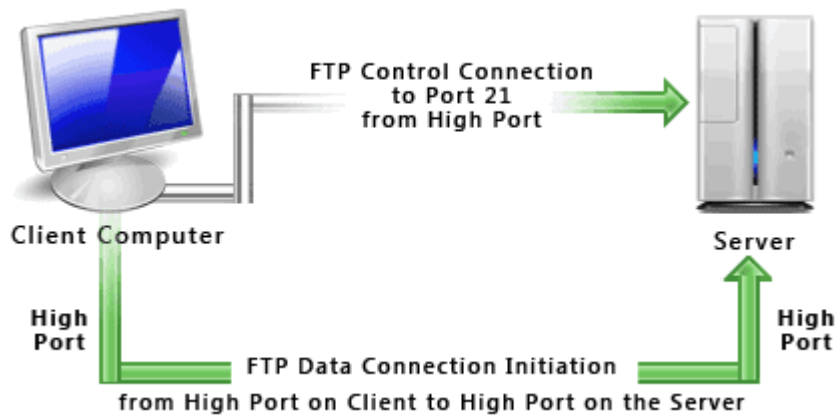 FTP Control Connection
to Port 21
from High Port
Client Computer
Server
High
Port
High
Port
FTP Data Connection Initiation
from High Port on Client to High Port on the Server